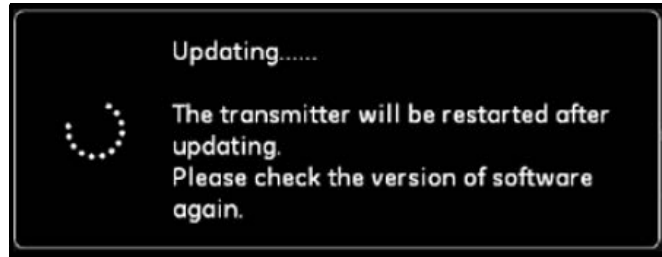 Updating......
The transmitter will be restarted after
updating.
Please check the version of software
again.